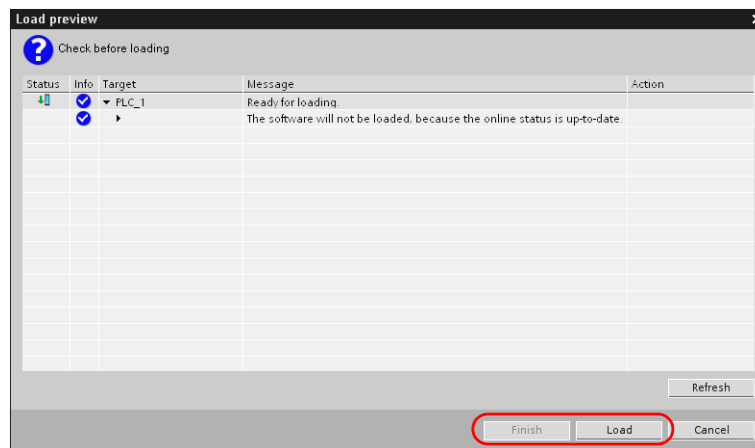 Load preview
Check before loading
Status Info Target Message Action
PLC_1 Ready for loading.
The software will not be loaded, because the online status is up-to-date.
Refresh
Finish Load Cancel